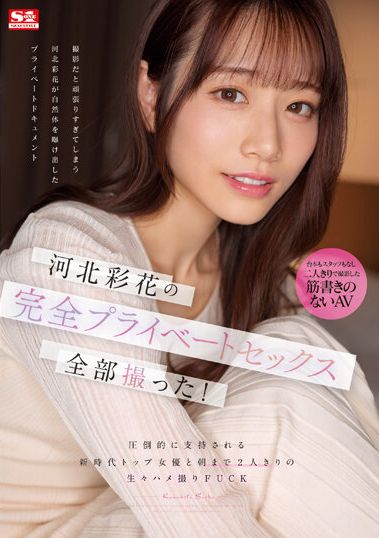 S1
NO.1 STYLE
撮影だと頑張りすぎてしまう
河北彩花が自然体を曝け出した
プライベートドキュメント
台本もスタッフもなし
二人きりで撮影した
筋書きの
ないAV
河北彩花の
完全プライベートセックス
全部撮った!
圧倒的に支持される
新時代トップ女優と朝まで2人きりの
生々ハメ撮りFUCK
Kawakita Saika